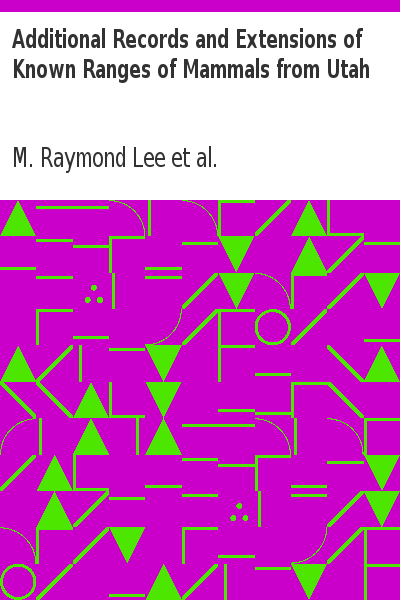 Additional Records and Extensions of
Known Ranges of Mammals from Utah
M. Raymond Lee et al.